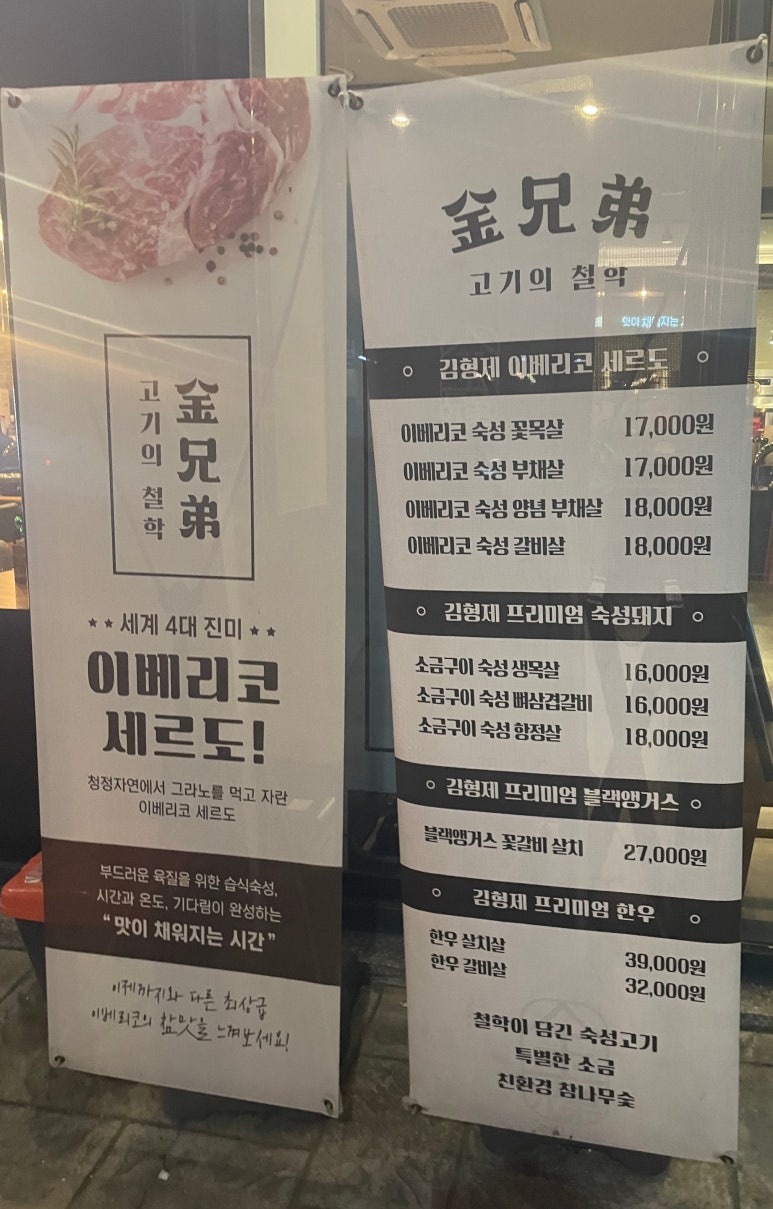 金兄弟
고기의 철학
★★ 세계 4대 진미 ★★
이베리코
세르도!
청정자연에서 그라노를 먹고 자란
이베리코 세르도
부드러운 육질을 위한 습식숙성,
시간과 온도, 기다림이 완성하는
“맛이 채워지는 시간”
이제까지와 다른 최상급
이베리코의 참맛을 느껴보세요!
金兄弟
고기의 철학
김형제 이베리코 세르도
이베리코 숙성 꽃목살 17,000원
이베리코 숙성 부채살 17,000원
이베리코 숙성 양념 부채살 18,000원
이베리코 숙성 갈비살 18,000원
김형제 프리미엄 숙성돼지
소금구이 숙성 생목살 16,000원
소금구이 숙성 뼈삼겹갈비 16,000원
소금구이 숙성 항정살 18,000원
김형제 프리미엄 블랙앵거스
블랙앵거스 꽃갈비 살치 27,000원
김형제 프리미엄 한우
한우 살치살 39,000원
한우 갈비살 32,000원
철학이 담긴 숙성고기
특별한 소금
친환경 참나무숯